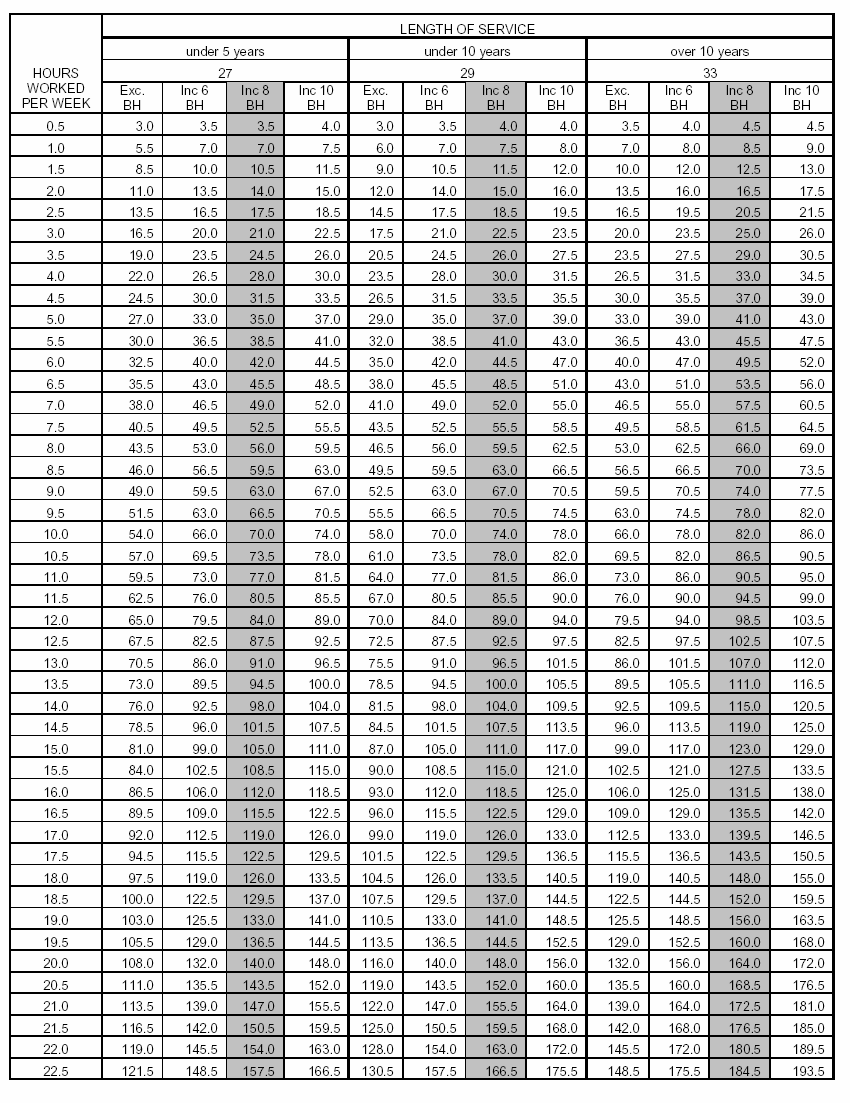 LENGTH OF SERVICE
under 5 years under 10 years over 10 years
HOURS WORKED PER WEEK 27 29 33
Exc. BH Inc 6 BH Inc 8 BH Inc 10 BH Exc. BH Inc 6 BH Inc 8 BH Inc 10 BH Exc. BH Inc 6 BH Inc 8 BH Inc 10 BH
0.5 3.0 3.5 3.5 4.0 3.0 3.5 4.0 4.0 3.5 4.0 4.5 4.5
1.0 5.5 7.0 7.0 7.5 6.0 7.0 7.5 8.0 7.0 8.0 8.5 9.0
1.5 8.5 10.0 10.5 11.5 9.0 10.5 11.5 12.0 10.0 12.0 12.5 13.0
2.0 11.0 13.5 14.0 15.0 12.0 14.0 15.0 16.0 13.5 16.0 16.5 17.5
2.5 13.5 16.5 17.5 18.5 14.5 17.5 18.5 19.5 16.5 19.5 20.5 21.5
3.0 16.5 20.0 21.0 22.5 17.5 21.0 22.5 23.5 20.0 23.5 25.0 26.0
3.5 19.0 23.5 24.5 26.0 20.5 24.5 26.0 27.5 23.5 27.5 29.0 30.5
4.0 22.0 26.5 28.0 30.0 23.5 28.0 30.0 31.5 26.5 31.5 33.0 34.5
4.5 24.5 30.0 31.5 33.5 26.5 31.5 33.5 35.5 30.0 35.5 37.0 39.0
5.0 27.0 33.0 35.0 37.0 29.0 35.0 37.0 39.0 33.0 39.0 41.0 43.0
5.5 30.0 36.5 38.5 41.0 32.0 38.5 41.0 43.0 36.5 43.0 45.5 47.5
6.0 32.5 40.0 42.0 44.5 35.0 42.0 44.5 47.0 40.0 47.0 49.5 52.0
6.5 35.5 43.0 45.5 48.5 38.0 45.5 48.5 51.0 43.0 51.0 53.5 56.0
7.0 38.0 46.5 49.0 52.0 41.0 49.0 52.0 55.0 46.5 55.0 57.5 60.5
7.5 40.5 49.5 52.5 55.5 43.5 52.5 55.5 58.5 49.5 58.5 61.5 64.5
8.0 43.5 53.0 56.0 59.5 46.5 56.0 59.5 62.5 53.0 62.5 66.0 69.0
8.5 46.0 56.5 59.5 63.0 49.5 59.5 63.0 66.5 56.5 66.5 70.0 73.5
9.0 49.0 59.5 63.0 67.0 52.5 63.0 67.0 70.5 59.5 70.5 74.0 77.5
9.5 51.5 63.0 66.5 70.5 55.5 66.5 70.5 74.5 63.0 74.5 78.0 82.0
10.0 54.0 66.0 70.0 74.0 58.0 70.0 74.0 78.0 66.0 78.0 82.0 86.0
10.5 57.0 69.5 73.5 78.0 61.0 73.5 78.0 82.0 69.5 82.0 86.5 90.5
11.0 59.5 73.0 77.0 81.5 64.0 77.0 81.5 86.0 73.0 86.0 90.5 95.0
11.5 62.5 76.0 80.5 85.5 67.0 80.5 85.5 90.0 76.0 90.0 94.5 99.0
12.0 65.0 79.5 84.0 89.0 70.0 84.0 89.0 94.0 79.5 94.0 98.5 103.5
12.5 67.5 82.5 87.5 92.5 72.5 87.5 92.5 97.5 82.5 97.5 102.5 107.5
13.0 70.5 86.0 91.0 96.5 75.5 91.0 96.5 101.5 86.0 101.5 107.0 112.0
13.5 73.0 89.5 94.5 100.0 78.5 94.5 100.0 105.5 89.5 105.5 111.0 116.5
14.0 76.0 92.5 98.0 104.0 81.5 98.0 104.0 109.5 92.5 109.5 115.0 120.5
14.5 78.5 96.0 101.5 107.5 84.5 101.5 107.5 113.5 96.0 113.5 119.0 125.0
15.0 81.0 99.0 105.0 111.0 87.0 105.0 111.0 117.0 99.0 117.0 123.0 129.0
15.5 84.0 102.5 108.5 115.0 90.0 108.5 115.0 121.0 102.5 121.0 127.5 133.5
16.0 86.5 106.0 112.0 118.5 93.0 112.0 118.5 125.0 106.0 125.0 131.5 138.0
16.5 89.5 109.0 115.5 122.5 96.0 115.5 122.5 129.0 109.0 129.0 135.5 142.0
17.0 92.0 112.5 119.0 126.0 99.0 119.0 126.0 133.0 112.5 133.0 139.5 146.5
17.5 94.5 115.5 122.5 129.5 101.5 122.5 129.5 136.5 115.5 136.5 143.5 150.5
18.0 97.5 119.0 126.0 133.5 104.5 126.0 133.5 140.5 119.0 140.5 148.0 155.0
18.5 100.0 122.5 129.5 137.0 107.5 129.5 137.0 144.5 122.5 144.5 152.0 159.5
19.0 103.0 125.5 133.0 141.0 110.5 133.0 141.0 148.5 125.5 148.5 156.0 163.5
19.5 105.5 129.0 136.5 144.5 113.5 136.5 144.5 152.5 129.0 152.5 160.0 168.0
20.0 108.0 132.0 140.0 148.0 116.0 140.0 148.0 156.0 132.0 156.0 164.0 172.0
20.5 111.0 135.5 143.5 152.0 119.0 143.5 152.0 160.0 135.5 160.0 168.5 176.5
21.0 113.5 139.0 147.0 155.5 122.0 147.0 155.5 164.0 139.0 164.0 172.5 181.0
21.5 116.5 142.0 150.5 159.5 125.0 150.5 159.5 168.0 142.0 168.0 176.5 185.0
22.0 119.0 145.5 154.0 163.0 128.0 154.0 163.0 172.0 145.5 172.0 180.5 189.5
22.5 121.5 148.5 157.5 166.5 130.5 157.5 166.5 175.5 148.5 175.5 184.5 193.5